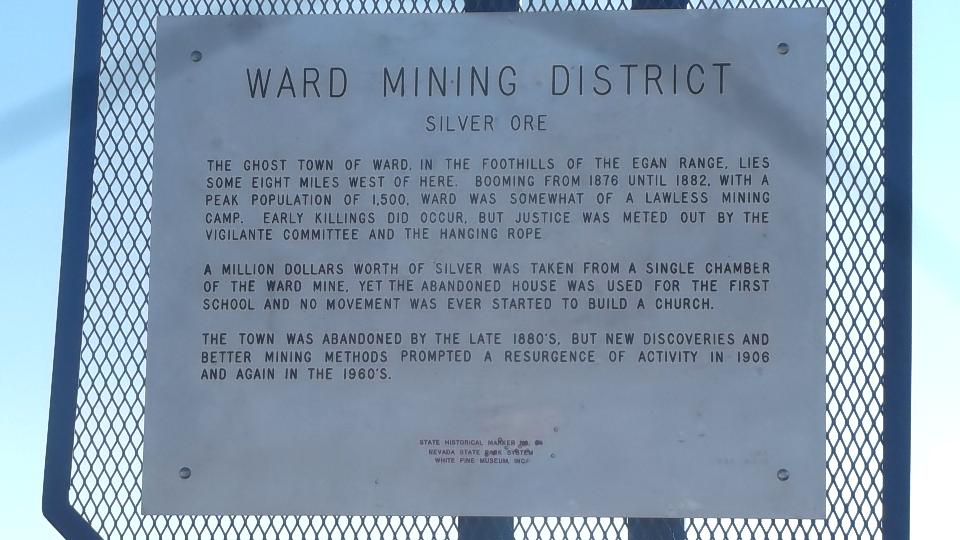 WARD MINING DISTRICT
SILVER ORE
THE GHOST TOWN OF WARD, IN THE FOOTHILLS OF THE EGAN RANGE, LIES
SOME EIGHT MILES WEST OF HERE. BOOMING FROM 1876 UNTIL 1882, WITH A
PEAK POPULATION OF 1,500, WARD WAS SOMEWHAT OF A LAWLESS MINING
CAMP. EARLY KILLINGS DID OCCUR, BUT JUSTICE WAS METED OUT BY THE
VIGILANTE COMMITTEE AND THE HANGING ROPE
A MILLION DOLLARS WORTH OF SILVER WAS TAKEN FROM A SINGLE CHAMBER
OF THE WARD MINE, YET THE ABANDONED HOUSE WAS USED FOR THE FIRST
SCHOOL AND NO MOVEMENT WAS EVER STARTED TO BUILD A CHURCH.
THE TOWN WAS ABANDONED BY THE LATE 1880'S, BUT NEW DISCOVERIES AND
BETTER MINING METHODS PROMPTED A RESURGENCE OF ACTIVITY IN 1906
AND AGAIN IN THE 1960'S.
STATE HISTORICAL MARKER NO.
NEVADA STATE PARK SYSTEM
WHITE PINE MUSEUM, INC.